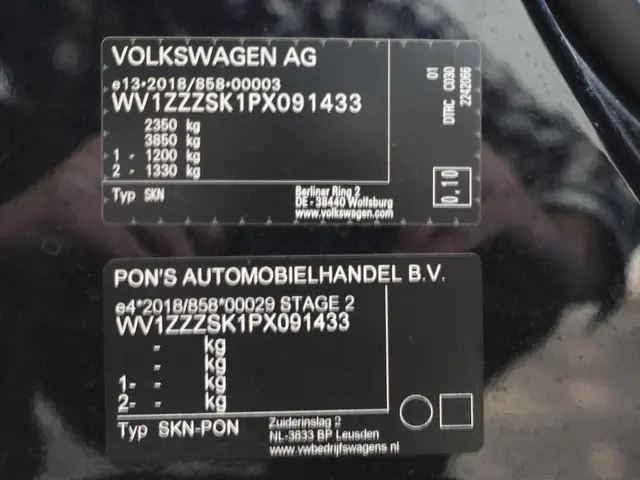 VOLKSWAGEN AG
e13*2018/858*00003
WV1ZZZSK1PX091433
2350 kg
3850 kg
1 - 1200 kg
2 - 1330 kg
Typ SKN
Berliner Ring 2
DE - 38440 Wolfsburg
www.volkswagen.com
01
DTRC C030
2242066
0,10
PON'S AUTOMOBIELHANDEL B.V.
e4*2018/858*00029 STAGE 2
WV1ZZZSK1PX091433
- kg
- kg
1- - kg
2- - kg
Typ SKN-PON
Zuiderinslag 2
NL-3833 BP Leusden
www.vwbedrijfswagens.nl